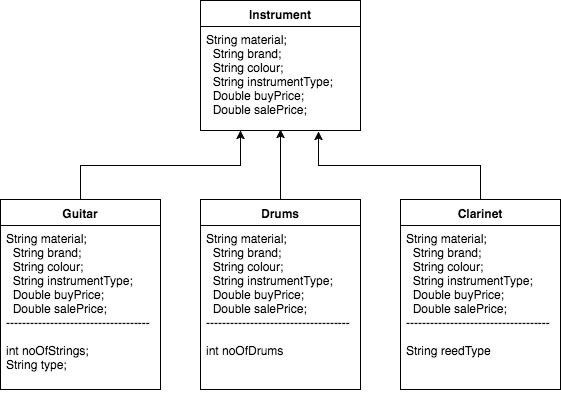 Instrument
String material;
String brand;
String colour;
String instrumentType;
Double buyPrice;
Double salePrice;
Guitar
String material;
String brand;
String colour;
String instrumentType;
Double buyPrice;
Double salePrice;
-----------------------------------
int noOfStrings;
String type;
Drums
String material;
String brand;
String colour;
String instrumentType;
Double buyPrice;
Double salePrice;
-----------------------------------
int noOfDrums
Clarinet
String material;
String brand;
String colour;
String instrumentType;
Double buyPrice;
Double salePrice;
-----------------------------------
String reedType